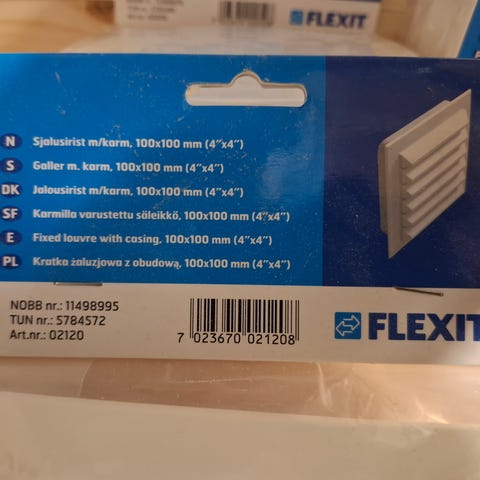 FLEXIT
N Sjalusirist m/karm, 100x100 mm (4"x4")
S Galler m. karm, 100x100 mm (4"x4")
DK Jalousirist m/karm, 100x100 mm (4"x4")
SF Karmilla varustettu säleikkö, 100x100 mm (4"x4")
E Fixed louvre with casing, 100x100 mm (4"x4")
PL Kratka żaluzjowa z obudową, 100x100 mm (4"x4")
NOBB nr.: 11498995
TUN nr.: 5784572
Art.nr.: 02120
7 023670 021208
FLEXIT